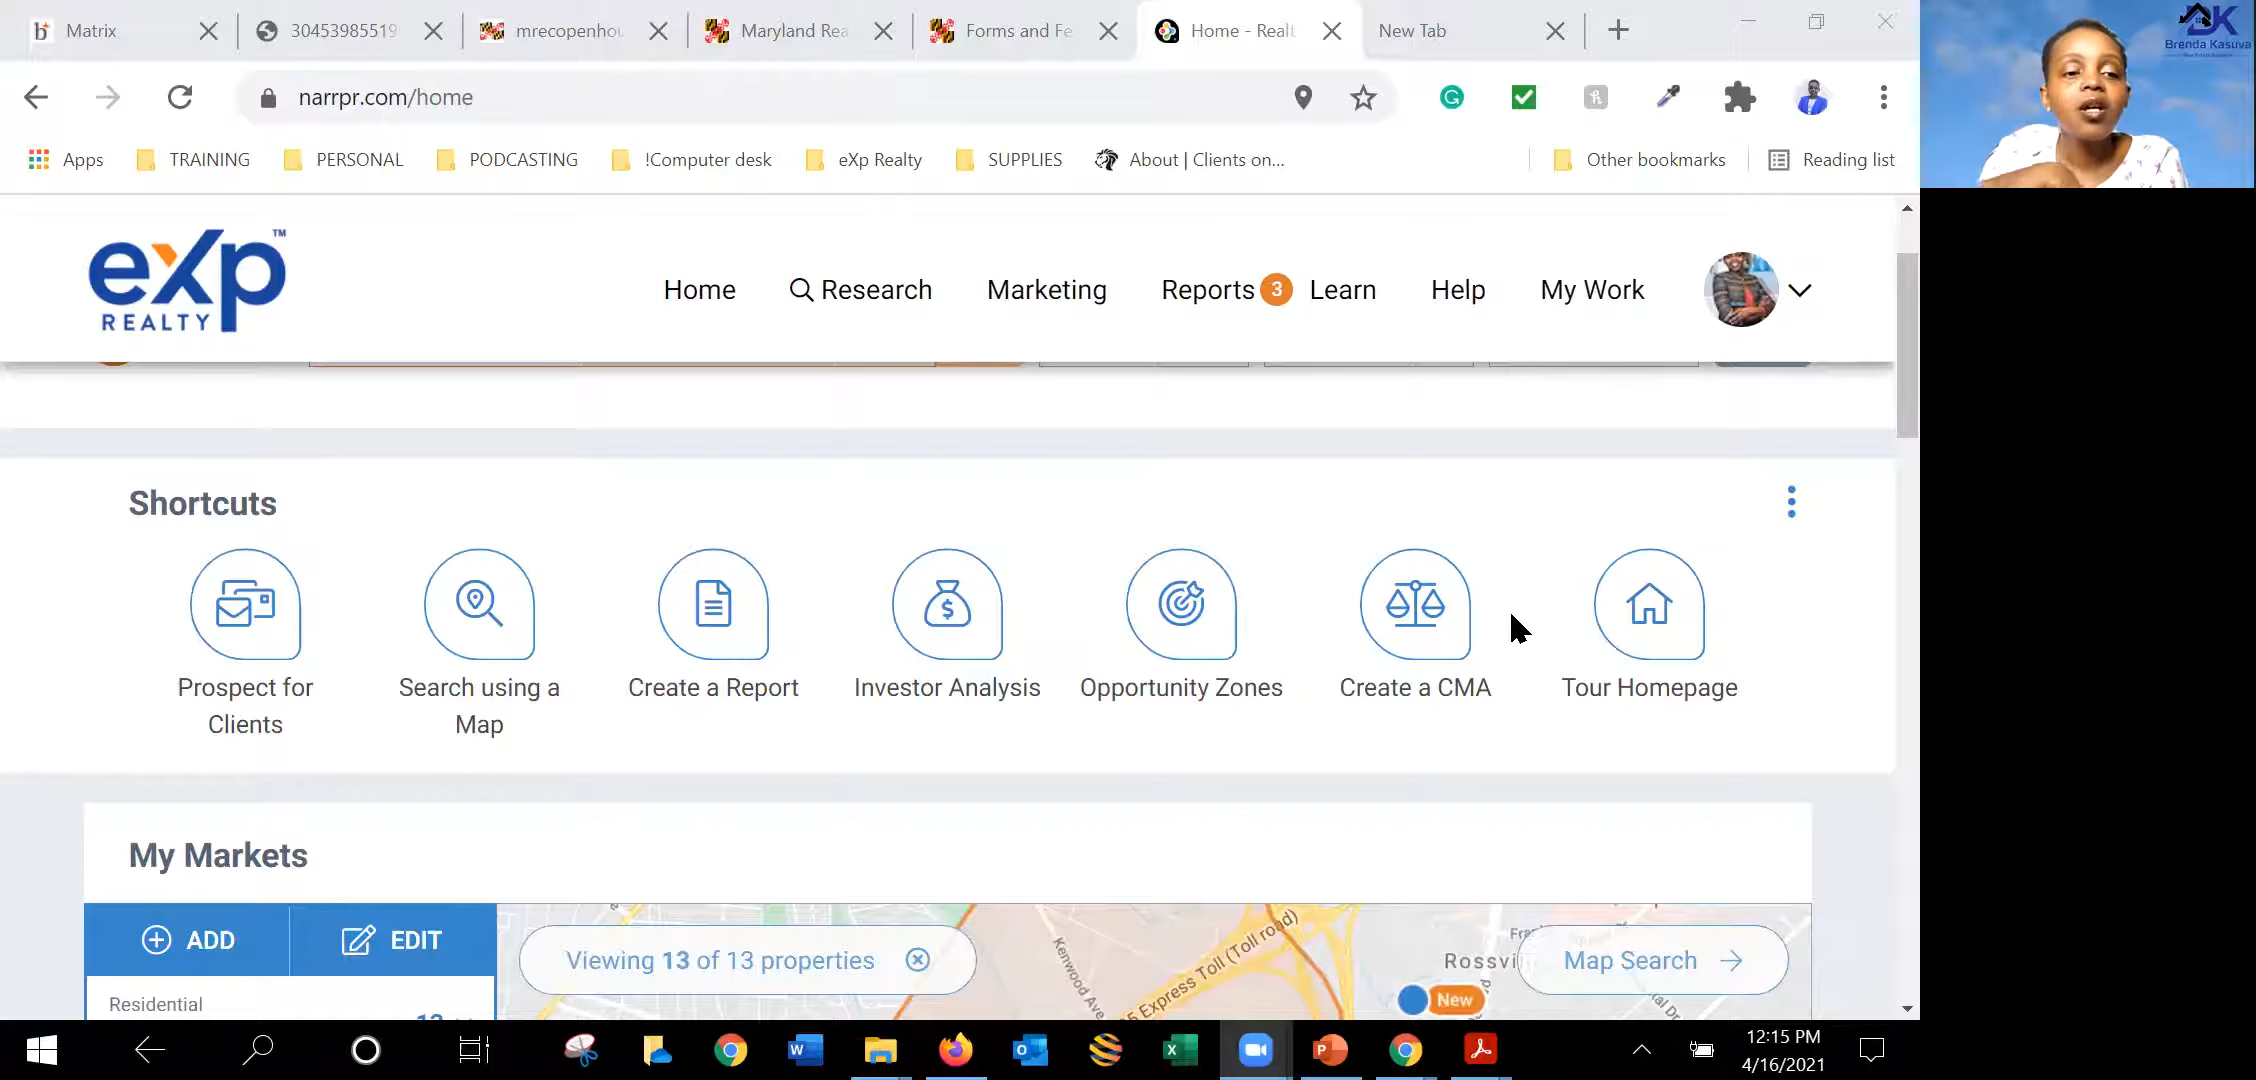 Matrix
30453985519
mrecopenhou
Maryland Rea
Forms and Fe
Home - Realt
New Tab
narrpr.com/home
Apps
TRAINING
PERSONAL
PODCASTING
!Computer desk
eXp Realty
SUPPLIES
About | Clients on...
Other bookmarks
Reading list
BK
Brenda Kasuva
eXp™
REALTY
Home
Research
Marketing
Reports 3
Learn
Help
My Work
Shortcuts
Prospect for
Clients
Search using a
Map
Create a Report
Investor Analysis
Opportunity Zones
Create a CMA
Tour Homepage
My Markets
ADD
EDIT
Viewing 13 of 13 properties
Map Search
Residential
Kenwood Ave
5 Express Toll (Toll road)
Rossvi
New
12:15 PM
4/16/2021